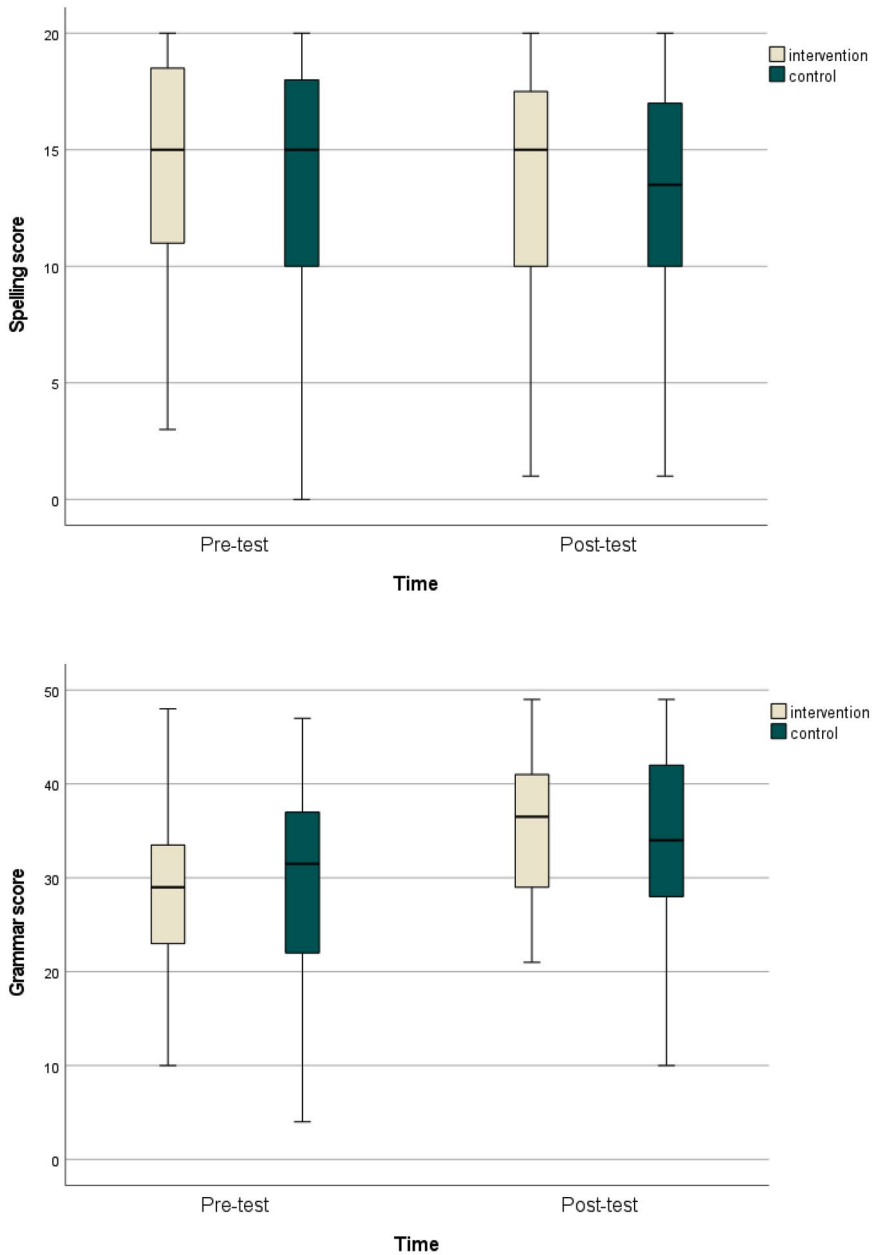 20
intervention
control
15
10
5
0
Spelling score
Pre-test
Post-test
Time
50
intervention
control
40
30
20
10
0
Grammar score
Pre-test
Post-test
Time